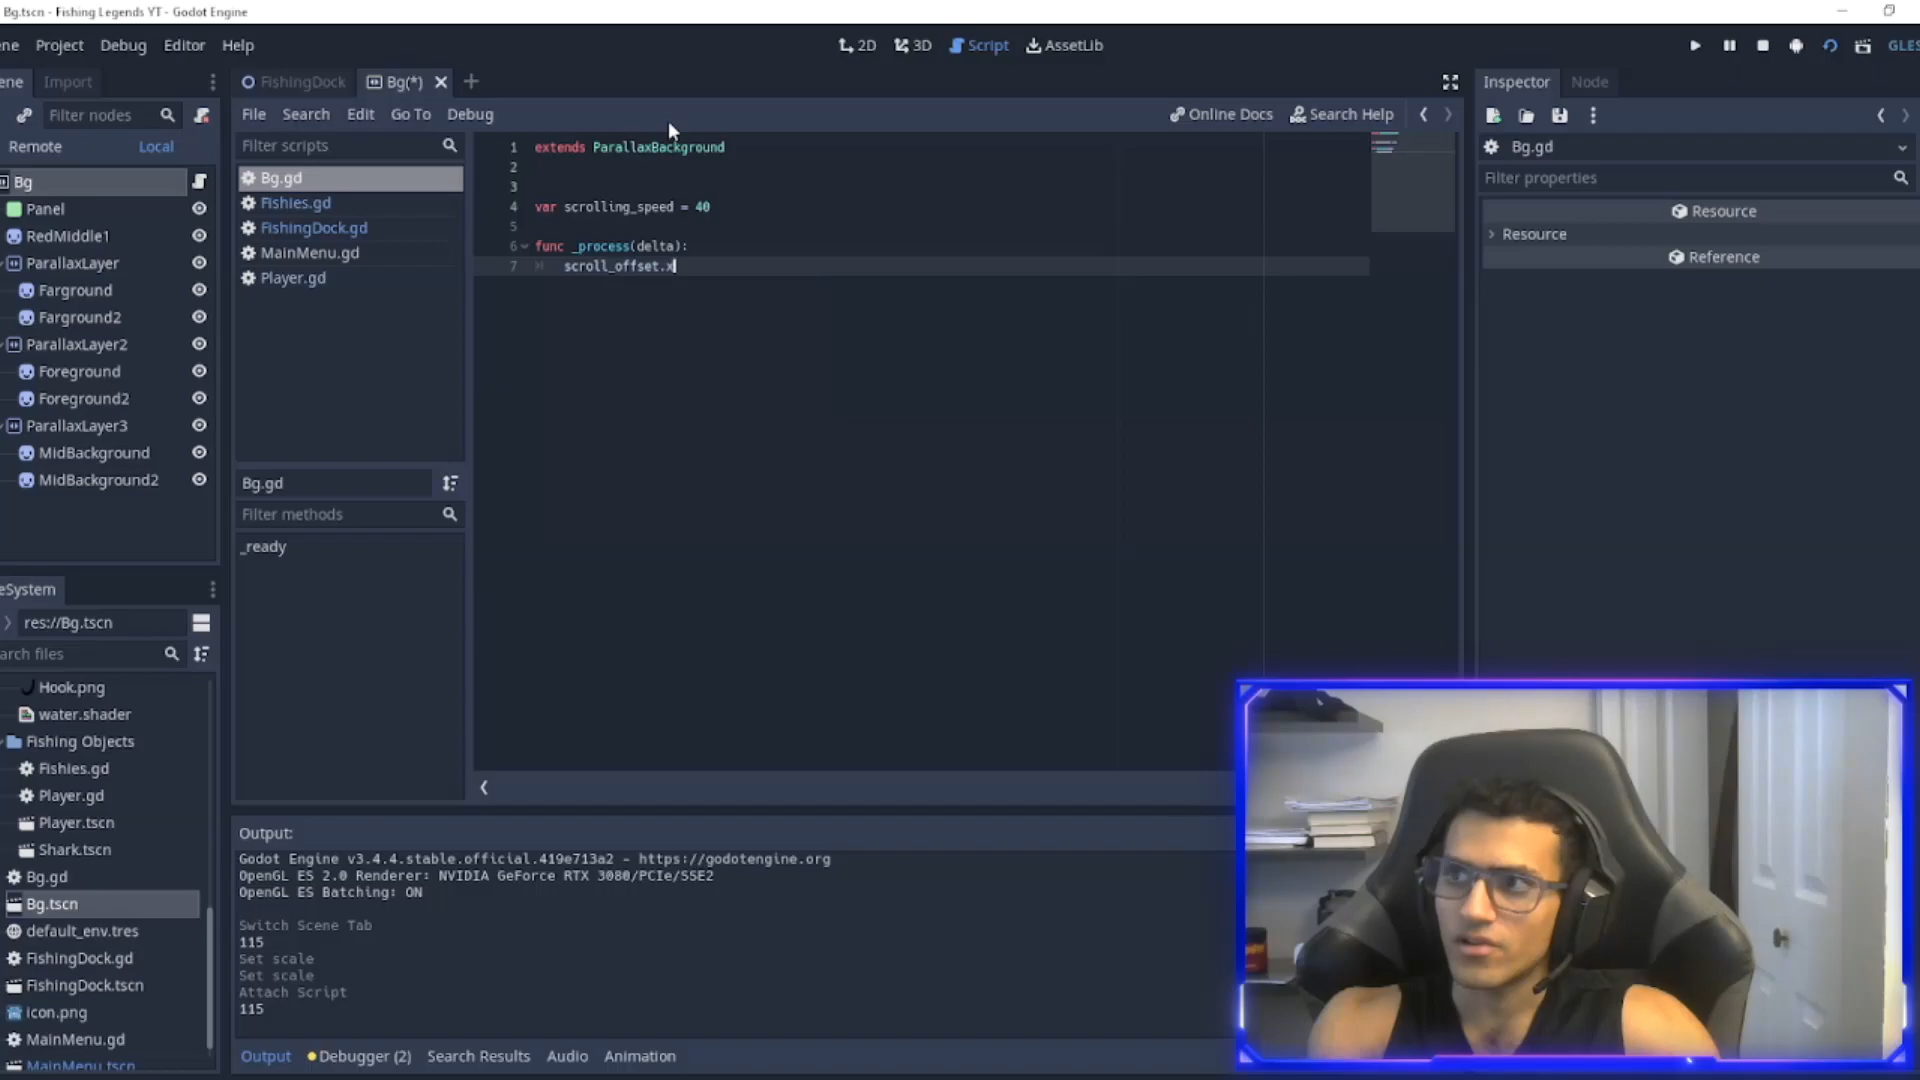 Bg.tscn - Fishing Legends YT - Godot Engine
ne Project Debug Editor Help
2D 3D Script AssetLib
GLES
ene Import
FishingDock Bg(*)
Inspector Node
Filter nodes
File Search Edit Go To Debug
Online Docs Search Help
Remote Local
Filter scripts
Bg.gd
Filter properties
Resource
Resource
Reference
Bg
Panel
RedMiddle1
ParallaxLayer
Farground
Farground2
ParallaxLayer2
Foreground
Foreground2
ParallaxLayer3
MidBackground
MidBackground2
Bg.gd
Fishies.gd
FishingDock.gd
MainMenu.gd
Player.gd
Bg.gd
Filter methods
_ready
1 extends ParallaxBackground
2
3
4 var scrolling_speed = 40
5
6 func _process(delta):
7 scroll_offset.x
eSystem
res://Bg.tscn
arch files
Hook.png
water.shader
Fishing Objects
Fishies.gd
Player.gd
Player.tscn
Shark.tscn
Bg.gd
Bg.tscn
default_env.tres
FishingDock.gd
FishingDock.tscn
icon.png
MainMenu.gd
MainMenu.tscn
Output:
Godot Engine v3.4.4.stable.official.419e713a2 - https://godotengine.org
OpenGL ES 2.0 Renderer: NVIDIA GeForce RTX 3080/PCIe/SSE2
OpenGL ES Batching: ON
Switch Scene Tab
115
Set scale
Set scale
Attach Script
115
Output Debugger (2) Search Results Audio Animation